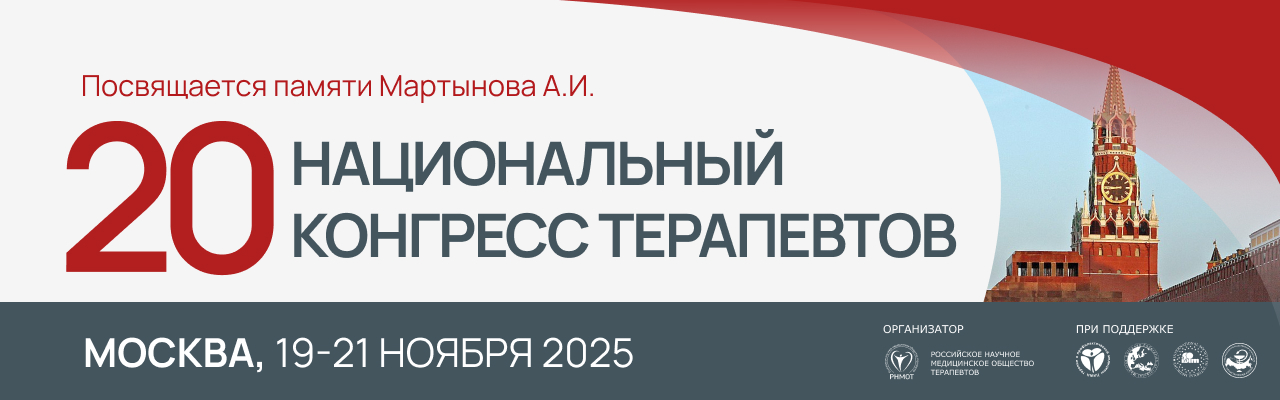 Посвящается памяти Мартынова А.И.
20 НАЦИОНАЛЬНЫЙ
КОНГРЕСС ТЕРАПЕВТОВ
МОСКВА, 19-21 НОЯБРЯ 2025
ОРГАНИЗАТОР
РНМОТ
РОССИЙСКОЕ НАУЧНОЕ
МЕДИЦИНСКОЕ ОБЩЕСТВО
ТЕРАПЕВТОВ
ПРИ ПОДДЕРЖКЕ